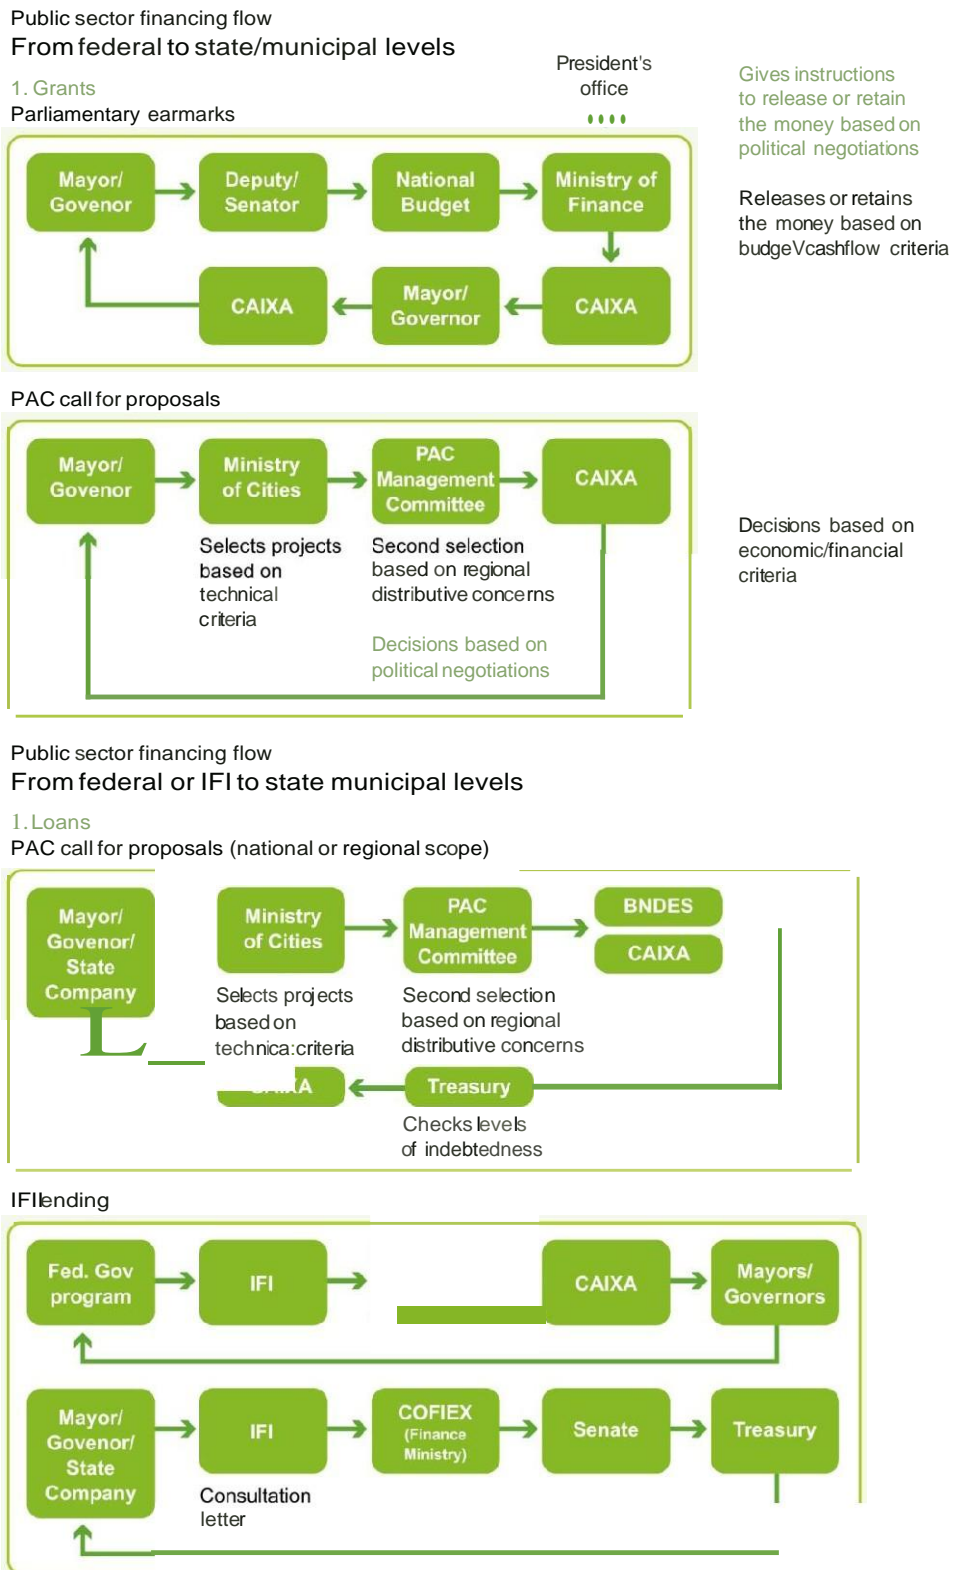 Public sector financing flow
From federal to state/municipal levels
President's
office
1. Grants
Parliamentary earmarks
Gives instructions
to release or retain
the money based on
political negotiations
Releases or retains
the money based on
budgeVcashflow criteria
Mayor/
Govenor
Deputy/
Senator
National
Budget
Ministry of
Finance
CAIXA
Mayor/
Governor
CAIXA
PAC call for proposals
Mayor/
Govenor
Ministry
of Cities
PAC
Management
Committee
CAIXA
Selects projects
based on
technical
criteria
Second selection
based on regional
distributive concerns
Decisions based on
political negotiations
Decisions based on
economic/financial
criteria
Public sector financing flow
From federal or IFI to state municipal levels
1. Loans
PAC call for proposals (national or regional scope)
Mayor/
Govenor/
State
Company
L
Ministry
of Cities
PAC
Management
Committee
BNDES
CAIXA
Selects projects
based on
technica:criteria
Second selection
based on regional
distributive concerns
Treasury
Checks levels
of indebtedness
IFIlending
Fed. Gov
program
IFI
CAIXA
Mayors/
Governors
Mayor/
Govenor/
State
Company
IFI
COFIEX
(Finance
Ministry)
Senate
Treasury
Consultation
letter